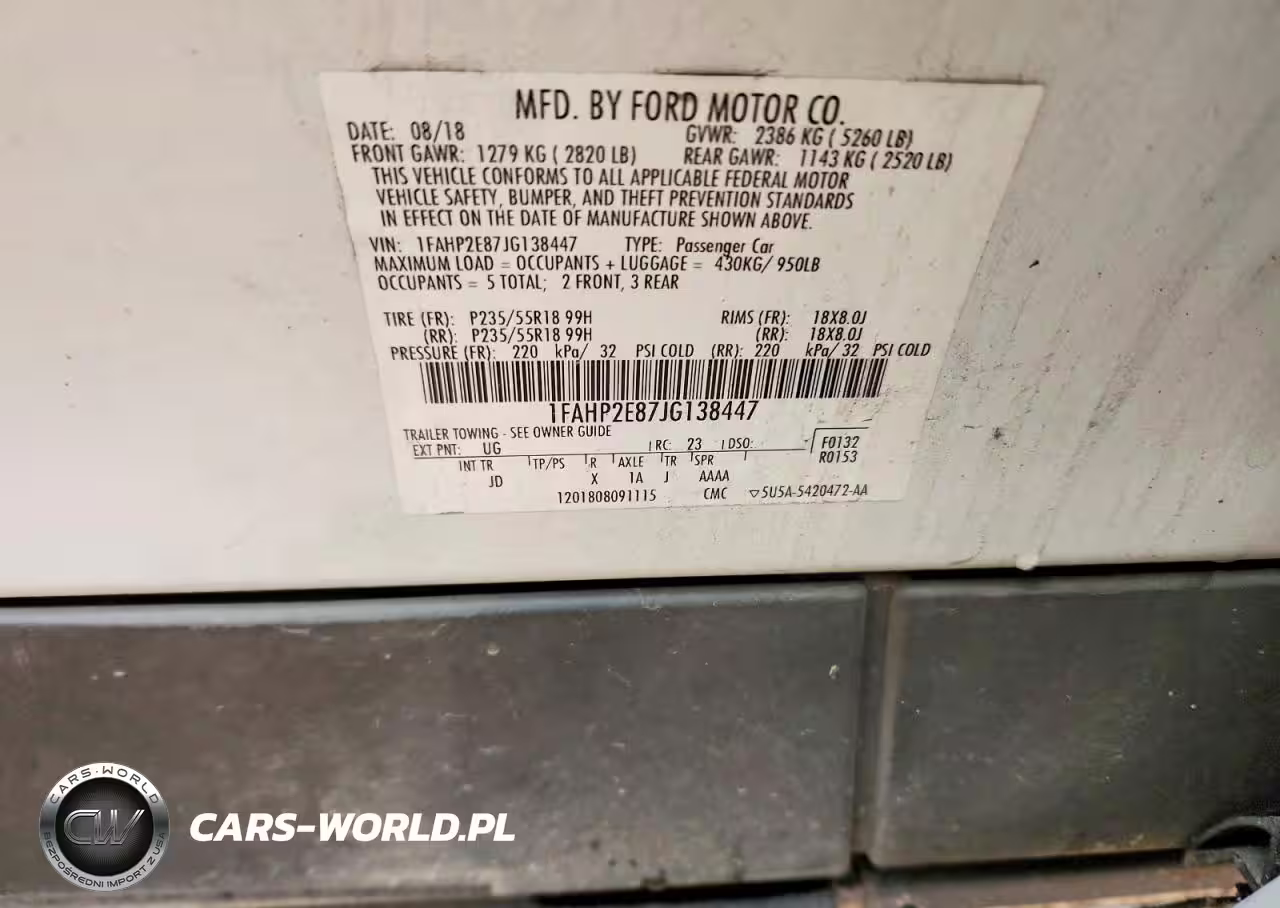 MFD. BY FORD MOTOR CO.
DATE: 08/18 GVWR: 2386 KG ( 5260 LB)
FRONT GAWR: 1279 KG ( 2820 LB) REAR GAWR: 1143 KG ( 2520 LB)
THIS VEHICLE CONFORMS TO ALL APPLICABLE FEDERAL MOTOR
VEHICLE SAFETY, BUMPER, AND THEFT PREVENTION STANDARDS
IN EFFECT ON THE DATE OF MANUFACTURE SHOWN ABOVE.
VIN: 1FAHP2E87JG138447 TYPE: Passenger Car
MAXIMUM LOAD = OCCUPANTS + LUGGAGE = 430KG/ 950LB
OCCUPANTS = 5 TOTAL; 2 FRONT, 3 REAR
TIRE (FR): P235/55R18 99H RIMS (FR): 18X8.0J
(RR): P235/55R18 99H (RR): 18X8.0J
PRESSURE (FR): 220 kPa/ 32 PSI COLD (RR): 220 kPa/ 32 PSI COLD
1FAHP2E87JG138447
TRAILER TOWING - SEE OWNER GUIDE
EXT PNT: UG RC: 23 DSO: F0132
R0153
INT TR TP/PS R AXLE TR SPR
JD X 1A J AAAA
1201808091115 CMC ▽5U5A-5420472-AA
CARS-WORLD
CW
BEZPOŚREDNI IMPORT Z USA
CARS-WORLD.PL